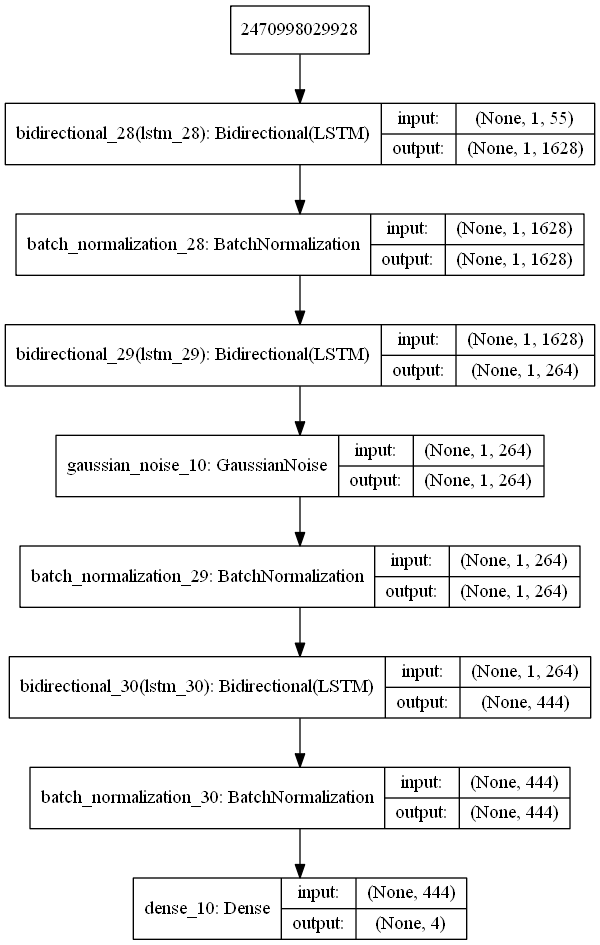 2470998029928
bidirectional_28(lstm_28): Bidirectional(LSTM)
input: (None, 1, 55)
output: (None, 1, 1628)
batch_normalization_28: BatchNormalization
input: (None, 1, 1628)
output: (None, 1, 1628)
bidirectional_29(lstm_29): Bidirectional(LSTM)
input: (None, 1, 1628)
output: (None, 1, 264)
gaussian_noise_10: GaussianNoise
input: (None, 1, 264)
output: (None, 1, 264)
batch_normalization_29: BatchNormalization
input: (None, 1, 264)
output: (None, 1, 264)
bidirectional_30(lstm_30): Bidirectional(LSTM)
input: (None, 1, 264)
output: (None, 444)
batch_normalization_30: BatchNormalization
input: (None, 444)
output: (None, 444)
dense_10: Dense
input: (None, 444)
output: (None, 4)